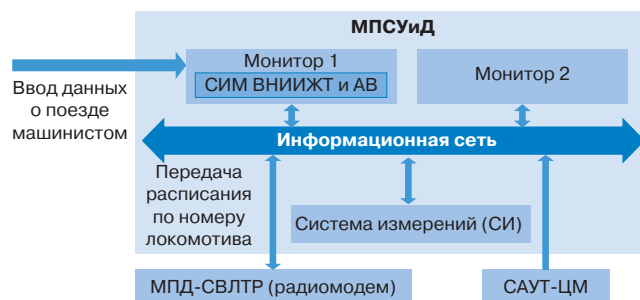 МПСУиД
Монитор 1
СИМ ВНИИЖТ и АВ
Монитор 2
Ввод данных
о поезде
машинистом
Информационная сеть
Передача
расписания
по номеру
локомотива
Система измерений (СИ)
МПД-СВЛТР (радиомодем)
САУТ-ЦМ